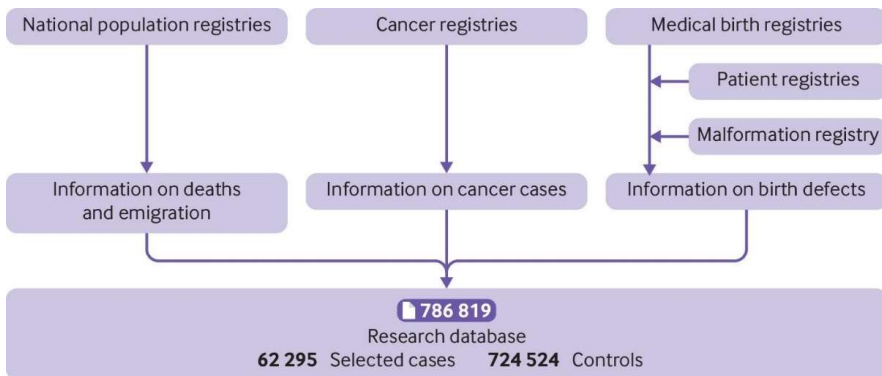 National population registries
Cancer registries
Medical birth registries
Patient registries
Malformation registry
Information on deaths
and emigration
Information on cancer cases
Information on birth defects
786 819
Research database
62 295 Selected cases 724 524 Controls